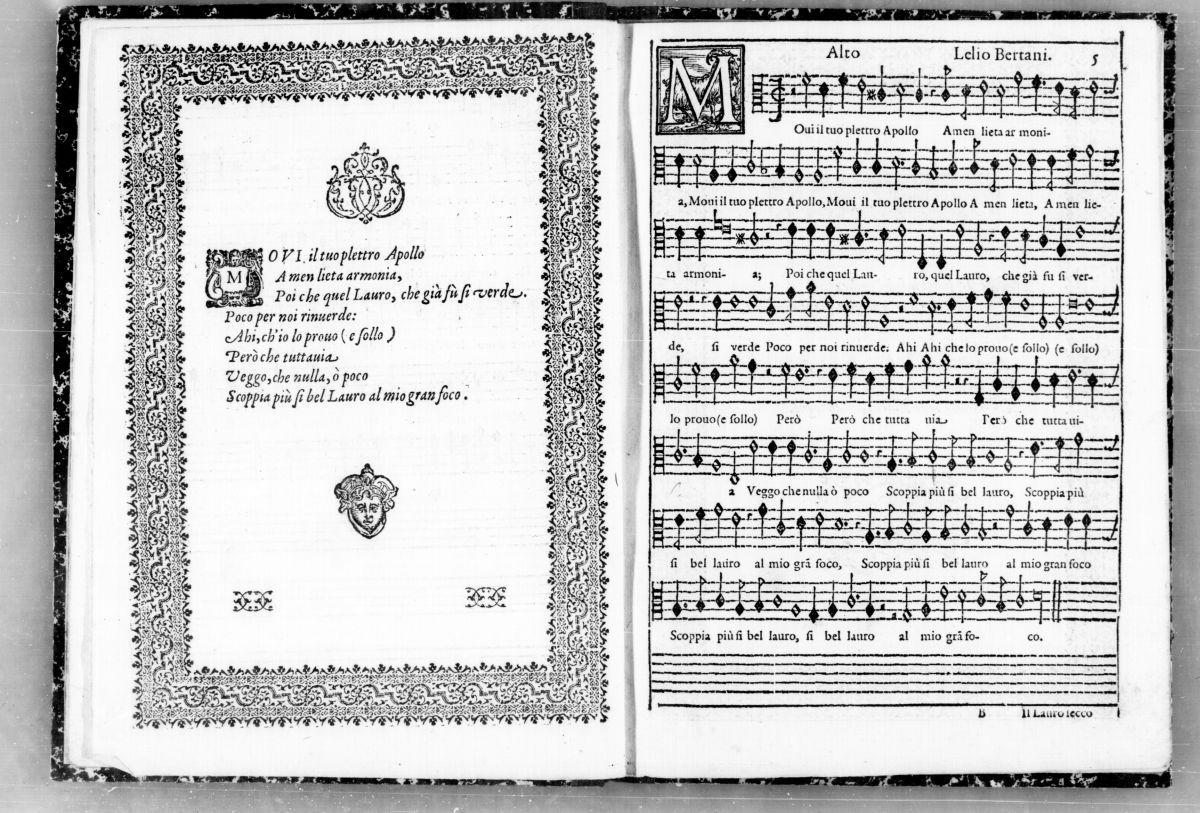 MOVI il tuo plettro Apollo
A men lieta armonia,
Poi che quel Lauro, che già fù si verde.
Poco per noi rinuerde:
Ahi, ch'io lo prouo (e sollo)
Però che tuttauia
Veggo, che nulla, ò poco
Scoppia più si bel Lauro al mio gran foco.
Alto Lelio Bertani. 5
MOui il tuo plettro Apollo A men lieta ar moni-
a, Moui il tuo plettro Apollo, Moui il tuo plettro Apollo A men lieta, A men lie-
ta armoni- a; Poi che quel Lau- ro, quel Lauro, che già fu si ver-
de, si verde Poco per noi rinuerde. Ahi Ahi che lo prouo (e sollo) (e sollo)
lo prouo (e sollo) Però Però che tutta uia Però che tutta ui-
a Veggo che nulla ò poco Scoppia più si bel lauro, Scoppia più
si bel lauro al mio grã foco, Scoppia più si bel lauro al mio gran foco
Scoppia più si bel lauro, si bel lauro al mio grã fo- co.
B Il Lauro secco